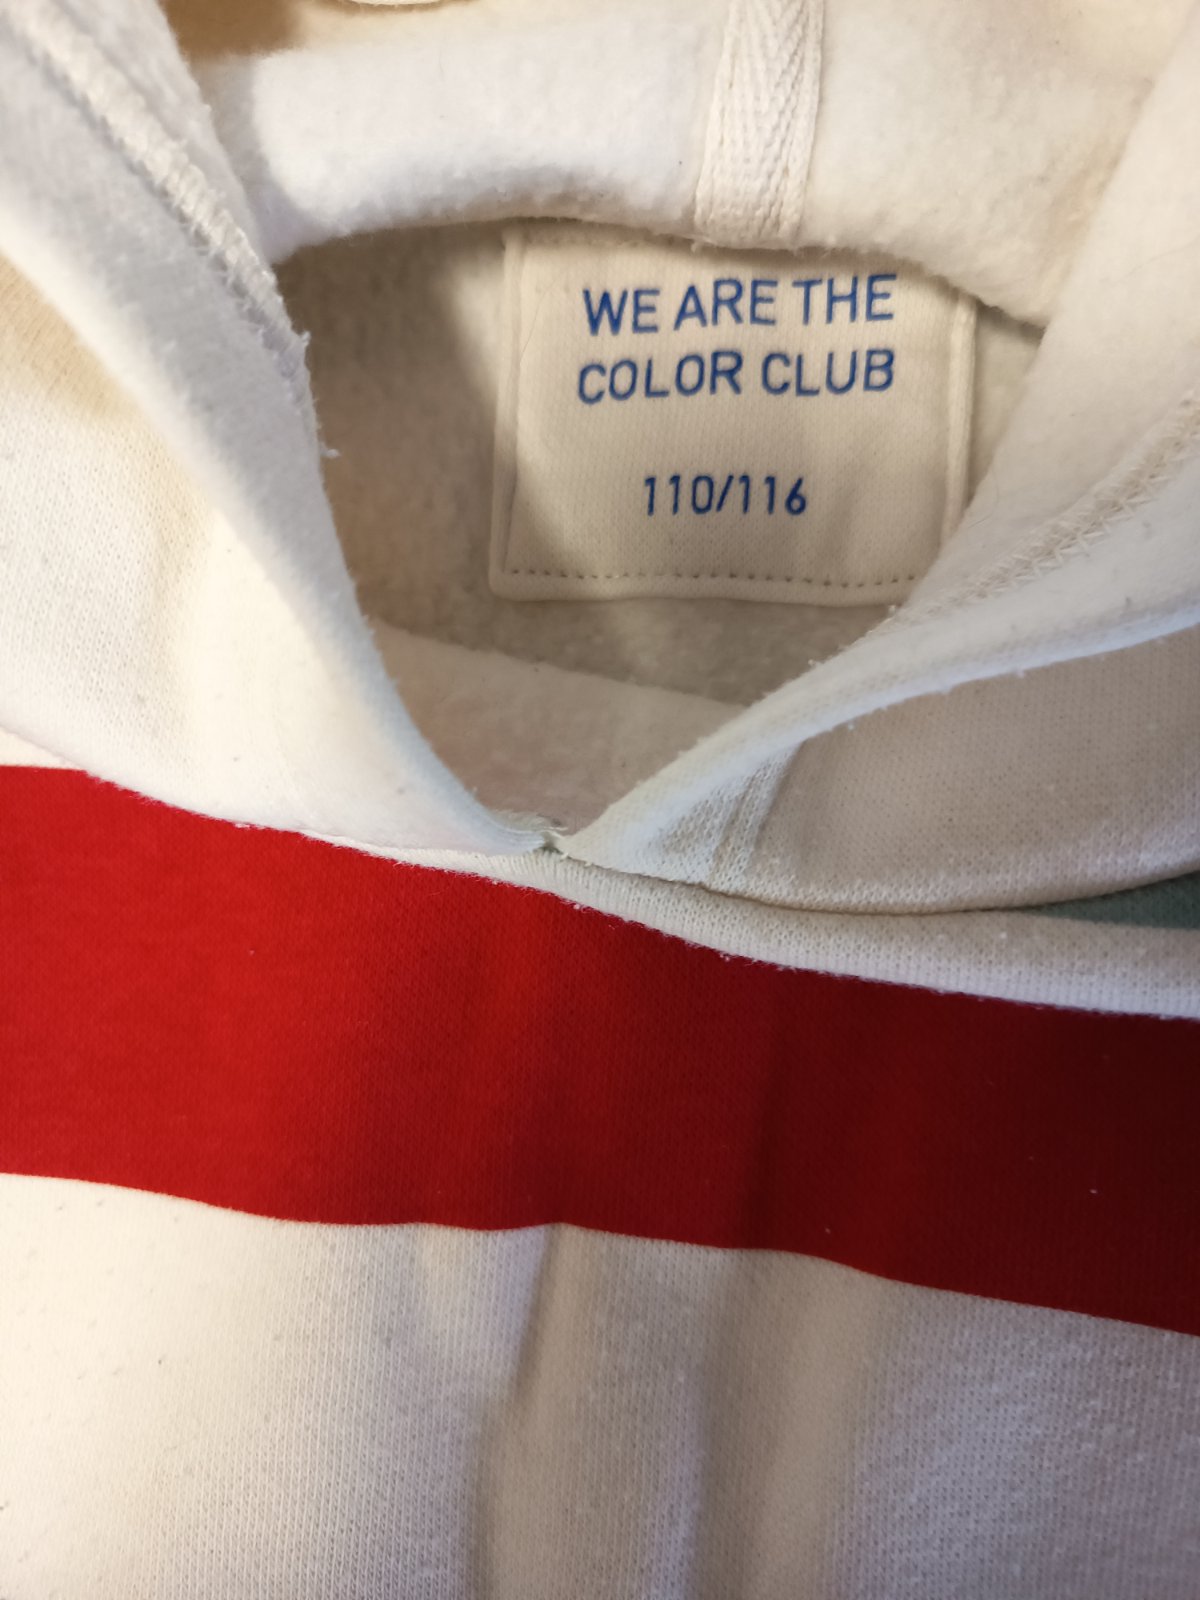 WE ARE THE
COLOR CLUB
110/116